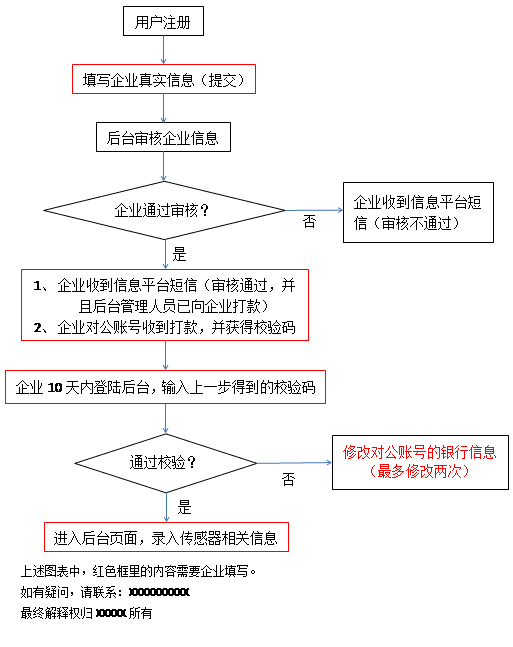 用户注册
填写企业真实信息（提交）
后台审核企业信息
企业通过审核？
否
企业收到信息平台短
信（审核不通过）
是
1、 企业收到信息平台短信（审核通过，并
且后台管理人员已向企业打款）
2、 企业对公账号收到打款，并获得校验码
企业 10 天内登陆后台，输入上一步得到的校验码
通过校验？
否
修改对公账号的银行信息
（最多修改两次）
是
进入后台页面，录入传感器相关信息
上述图表中，红色框里的内容需要企业填写。
如有疑问，请联系：XXXXXXXXXX
最终解释权归 XXXXX 所有